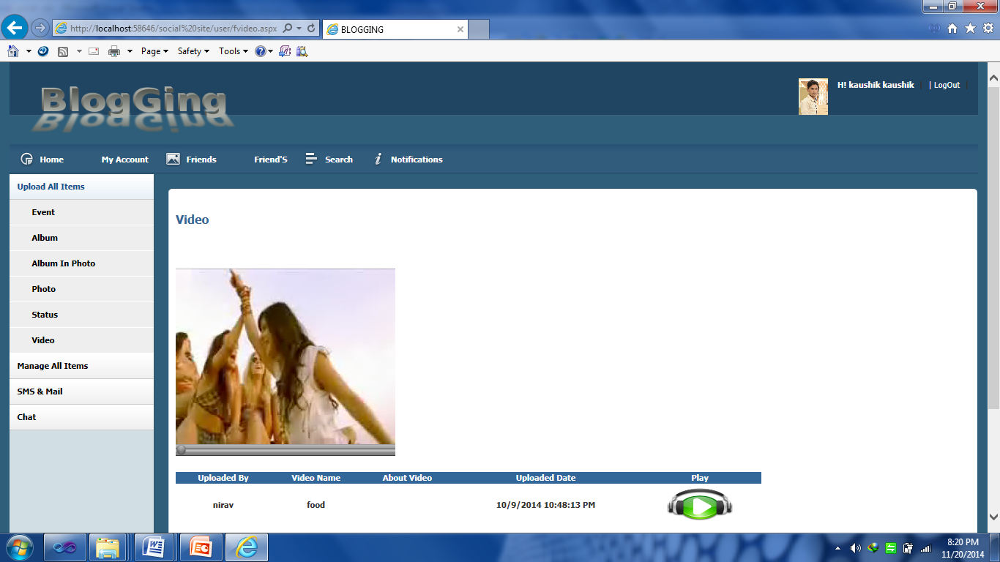 http://localhost:58646/social%20site/user/fvideo.aspx BLOGGING
Page Safety Tools
BlogGing
H! kaushik kaushik | | LogOut |
Home My Account Friends Friend'S Search Notifications
Upload All Items
Event
Album
Album In Photo
Photo
Status
Video
Manage All Items
SMS & Mail
Chat
Video
Uploaded By Video Name About Video Uploaded Date Play
nirav food 10/9/2014 10:48:13 PM
8:20 PM
11/20/2014